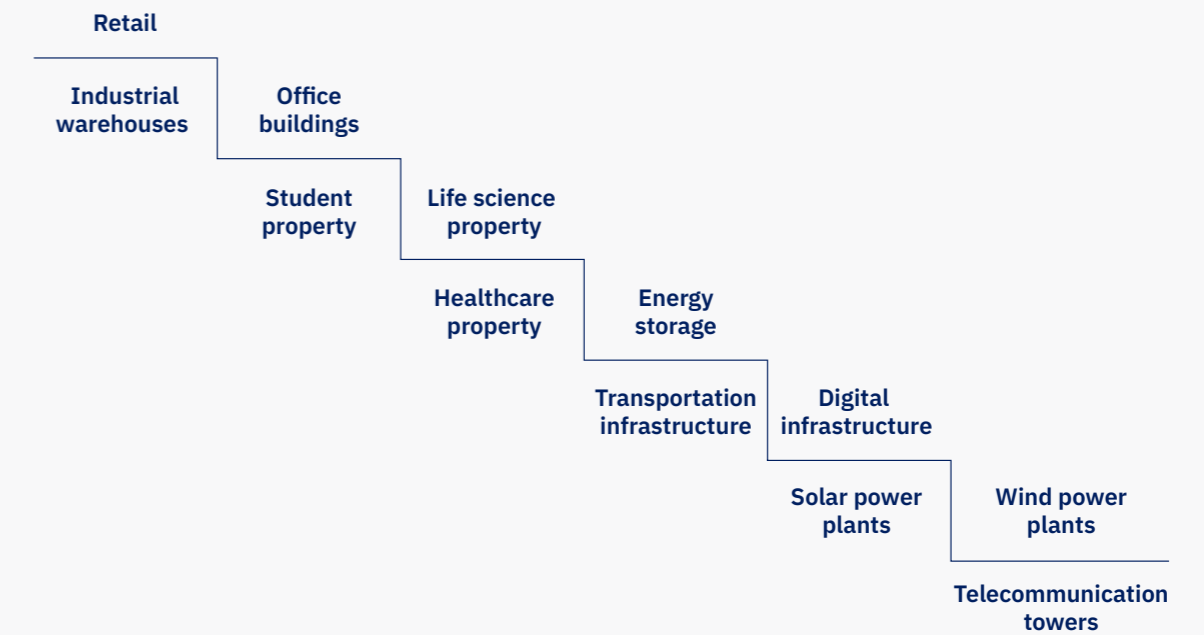 Retail
Industrial
warehouses
Office
buildings
Student
property
Life science
property
Healthcare
property
Energy
storage
Transportation
infrastructure
Digital
infrastructure
Solar power
plants
Wind power
plants
Telecommunication
towers